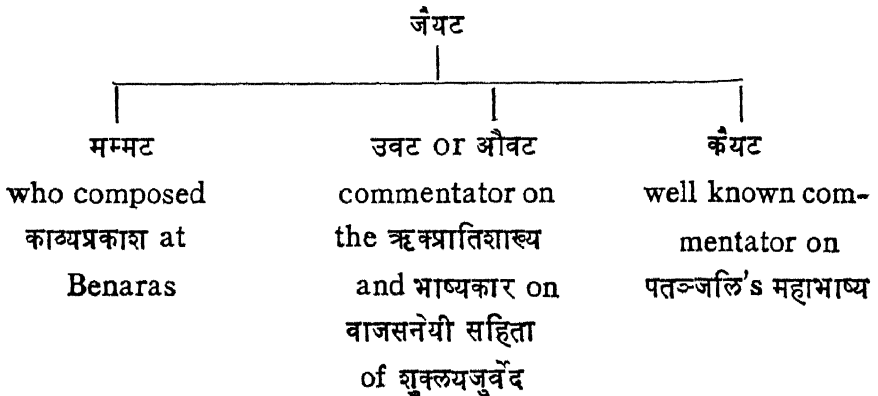 जैयट
मम्मट उवट or औवट कैयट
who composed commentator on well known com-
काव्यप्रकाश at the ऋक्प्रातिशाख्य mentator on
Benaras and भाष्यकार on पतञ्जलि's महाभाष्य
वाजसनेयी सहिता
of शुक्लयजुर्वेद